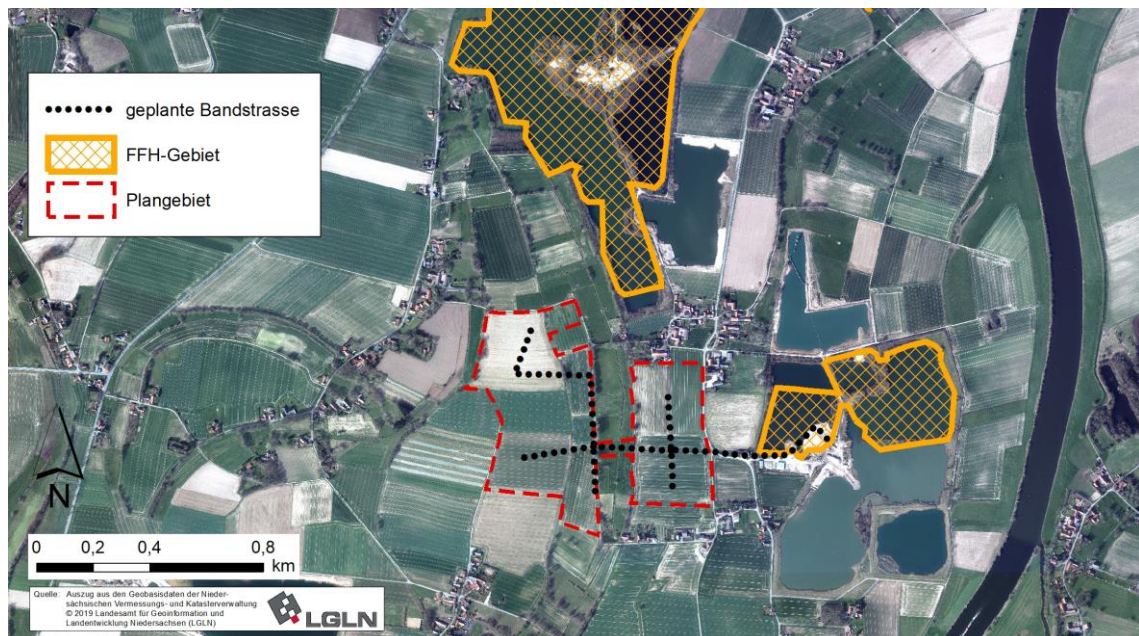 geplante Bandstrasse
FFH-Gebiet
Plangebiet
N
0 0,2 0,4 0,8
km
Quelle: Auszug aus den Geobasisdaten der Nieder-
sächsischen Vermessungs- und Katasterverwaltung
© 2019 Landesamt für Geoinformation und
Landentwicklung Niedersachsen (LGLN)
LGLN